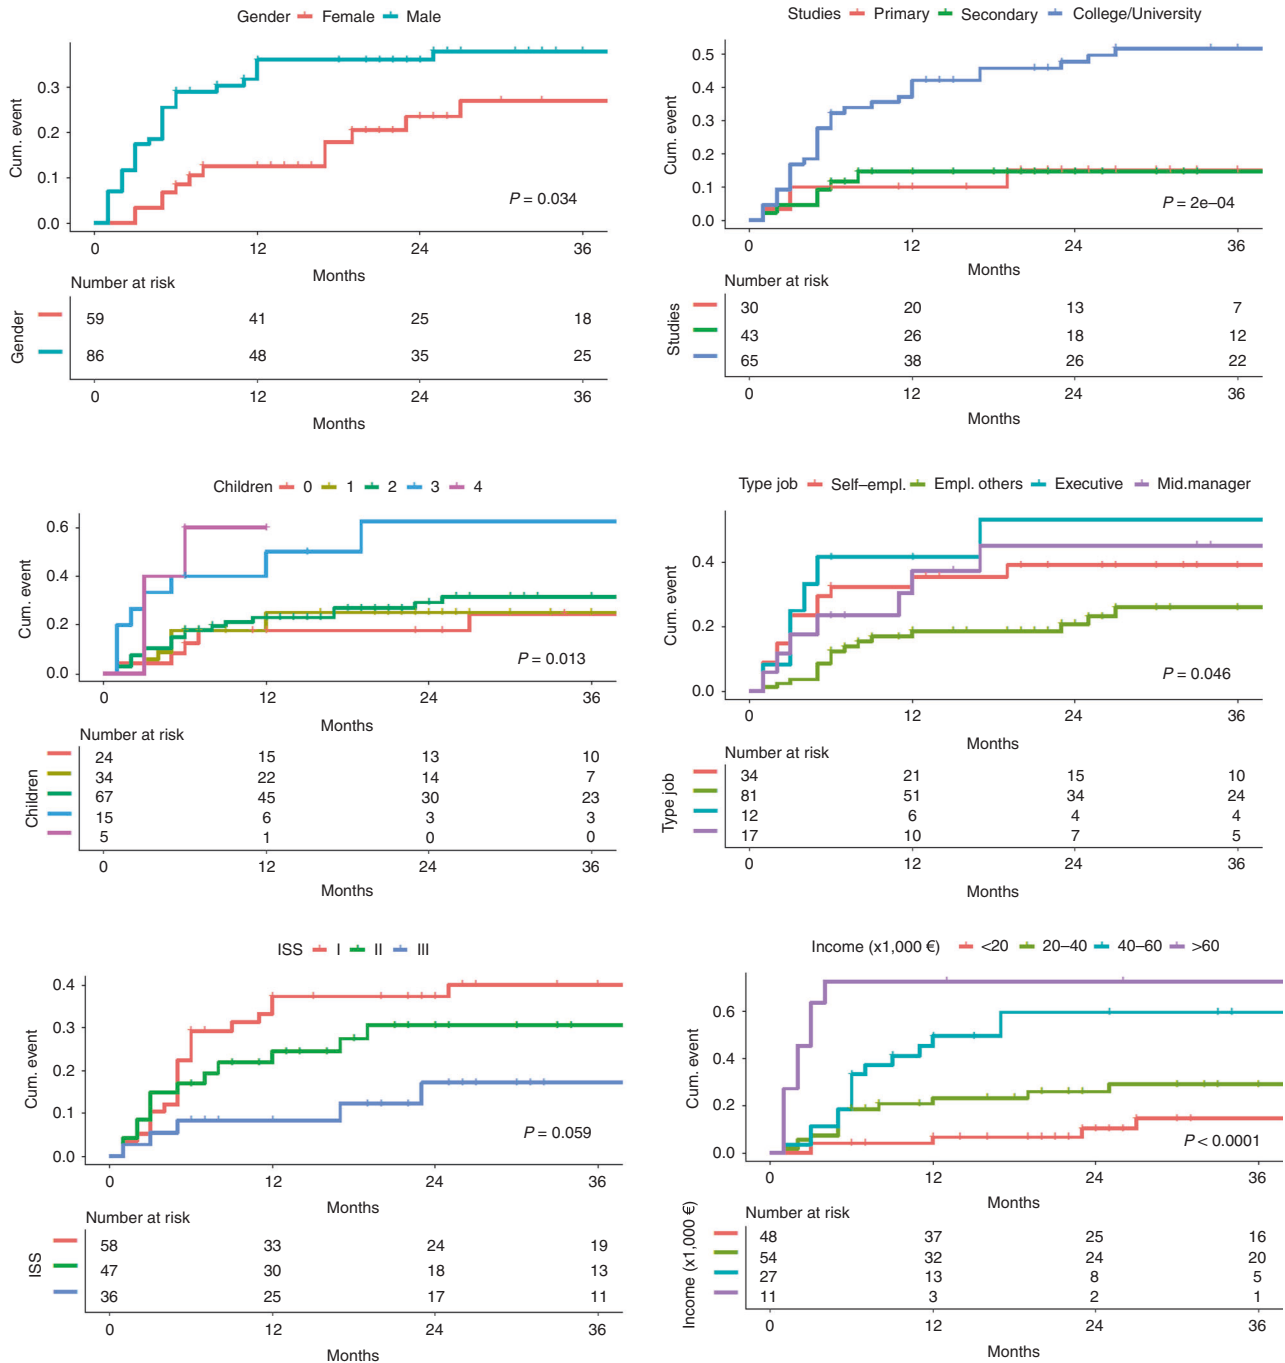 Gender Female Male
Cum. event
0.3
0.2
0.1
0.0
P = 0.034
0 12 24 36
Months
Number at risk
Gender
59 41 25 18
86 48 35 25
0 12 24 36
Months
Studies Primary Secondary College/University
Cum. event
0.5
0.4
0.3
0.2
0.1
0.0
P = 2e–04
0 12 24 36
Months
Number at risk
Studies
30 20 13 7
43 26 18 12
65 38 26 22
0 12 24 36
Months
Children 0 1 2 3 4
Cum. event
0.6
0.4
0.2
0.0
P = 0.013
0 12 24 36
Months
Number at risk
Children
24 15 13 10
34 22 14 7
67 45 30 23
15 6 3 3
5 1 0 0
0 12 24 36
Months
Type job Self–empl. Empl. others Executive Mid.manager
Cum. event
0.4
0.2
0.0
P = 0.046
0 12 24 36
Months
Number at risk
Type job
34 21 15 10
81 51 34 24
12 6 4 4
17 10 7 5
0 12 24 36
Months
ISS I II III
Cum. event
0.4
0.3
0.2
0.1
0.0
P = 0.059
0 12 24 36
Months
Number at risk
ISS
58 33 24 19
47 30 18 13
36 25 17 11
0 12 24 36
Months
Income (x1,000 €) <20 20–40 40–60 >60
Cum. event
0.6
0.4
0.2
0.0
P < 0.0001
0 12 24 36
Months
Number at risk
Income (x1,000 €)
48 37 25 16
54 32 24 20
27 13 8 5
11 3 2 1
0 12 24 36
Months